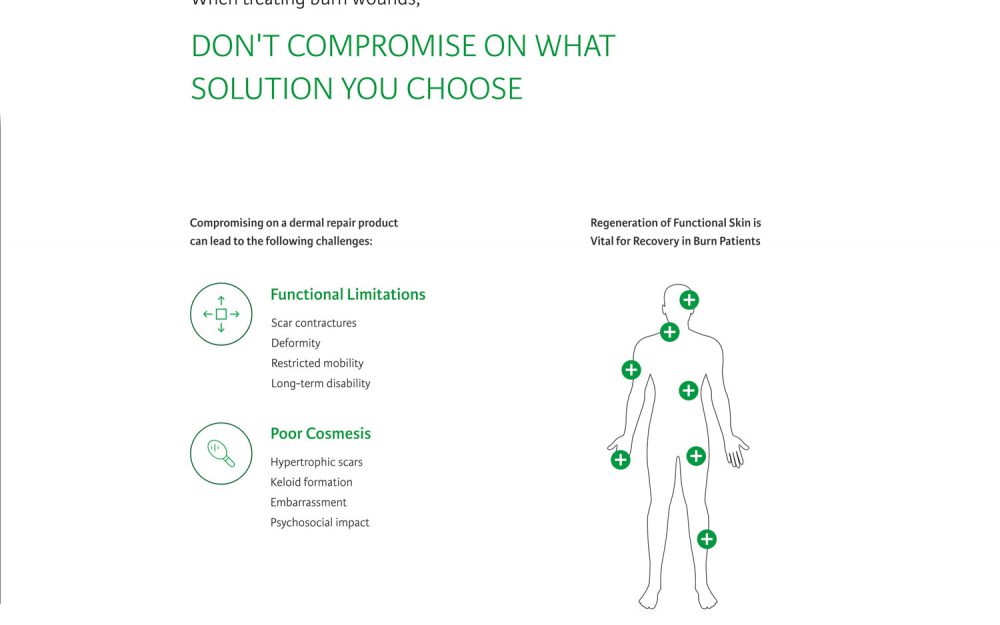 When treating burn wounds,
DON'T COMPROMISE ON WHAT
SOLUTION YOU CHOOSE
Compromising on a dermal repair product
can lead to the following challenges:
Functional Limitations
Scar contractures
Deformity
Restricted mobility
Long-term disability
Poor Cosmesis
Hypertrophic scars
Keloid formation
Embarrassment
Psychosocial impact
Regeneration of Functional Skin is
Vital for Recovery in Burn Patients